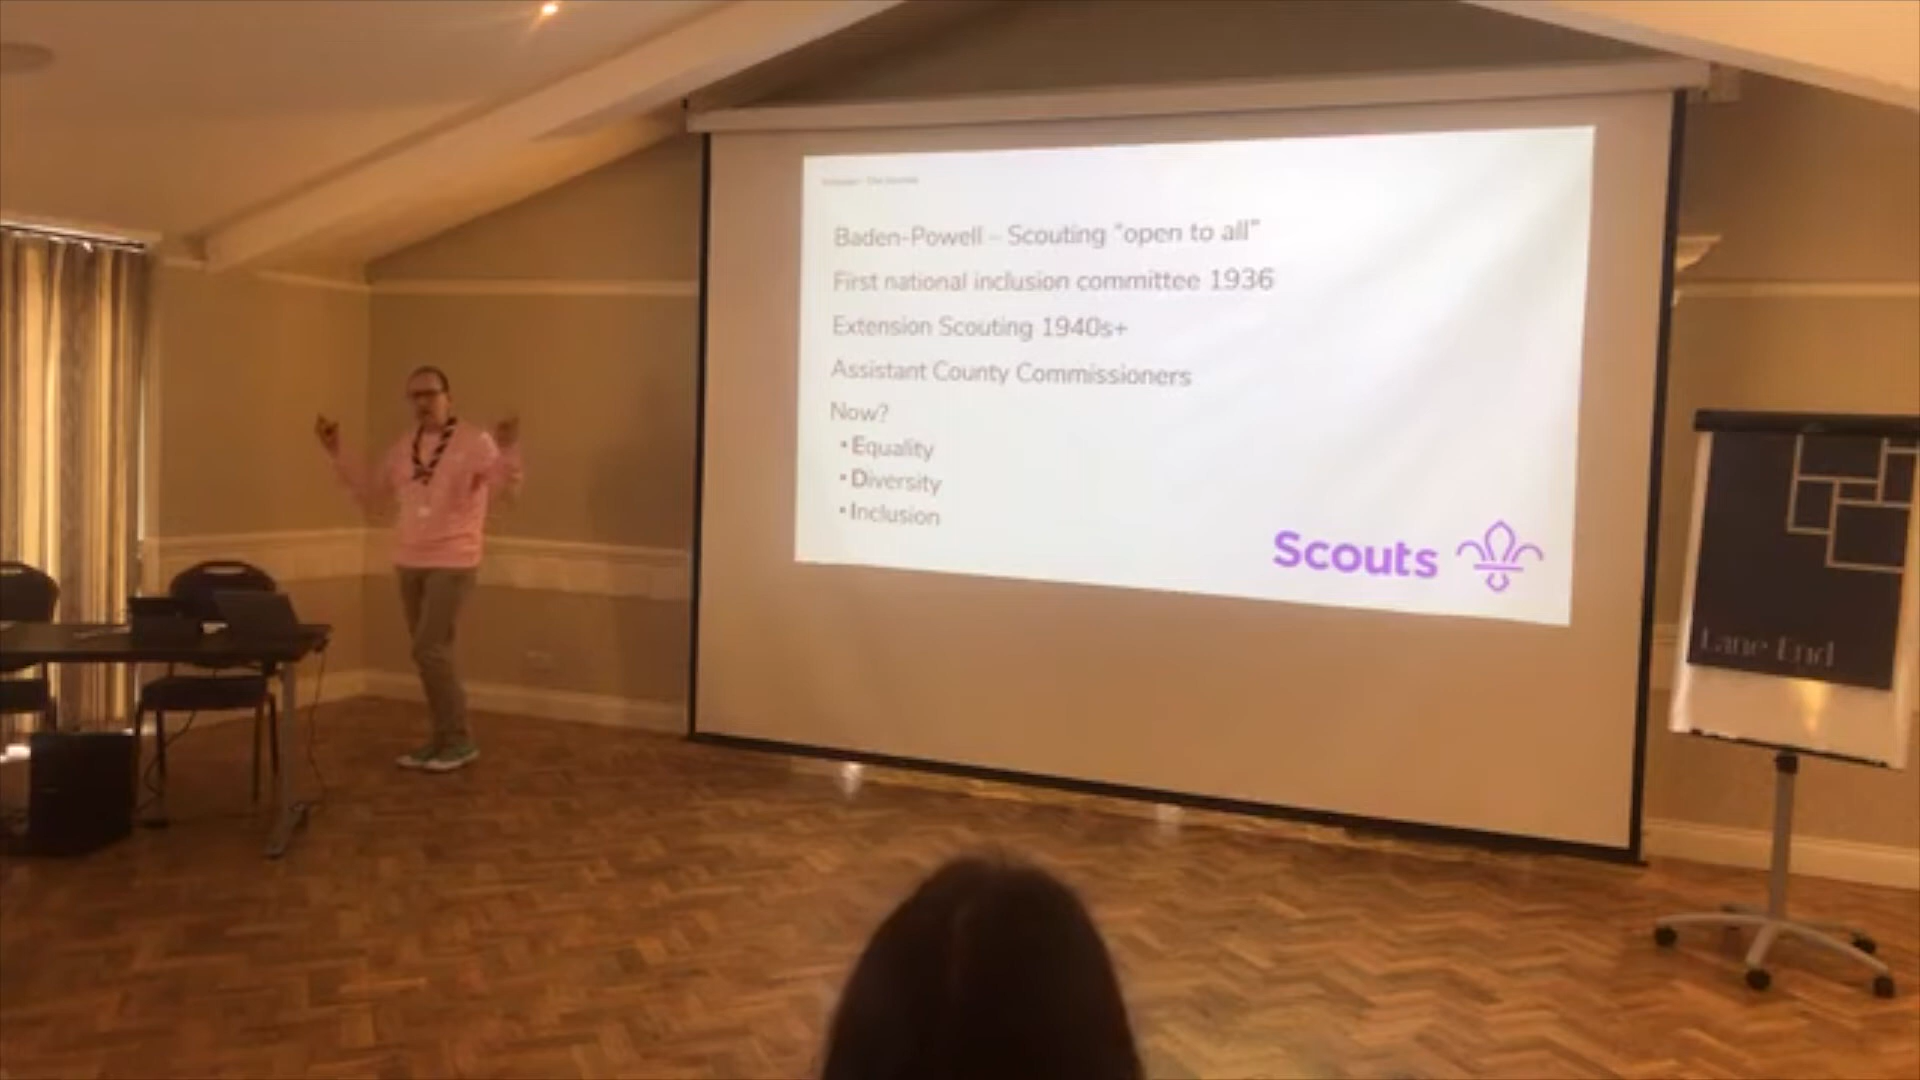 Baden-Powell – Scouting "open to all"
First national inclusion committee 1936
Extension Scouting 1940s+
Assistant County Commissioners
Now?
• Equality
• Diversity
• Inclusion
Scouts
Lane End